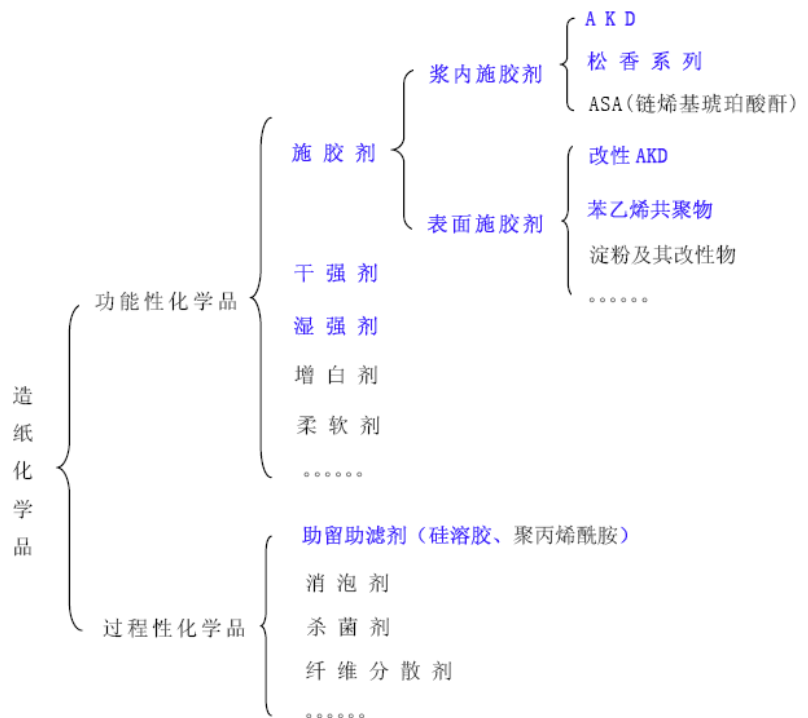 造纸化学品
功能性化学品
施胶剂
浆内施胶剂
AKD
松香系列
ASA(链烯基琥珀酸酐)
表面施胶剂
改性AKD
苯乙烯共聚物
淀粉及其改性物
。。。。。。
干强剂
湿强剂
增白剂
柔软剂
。。。。。。
过程性化学品
助留助滤剂（硅溶胶、聚丙烯酰胺）
消泡剂
杀菌剂
纤维分散剂
。。。。。。